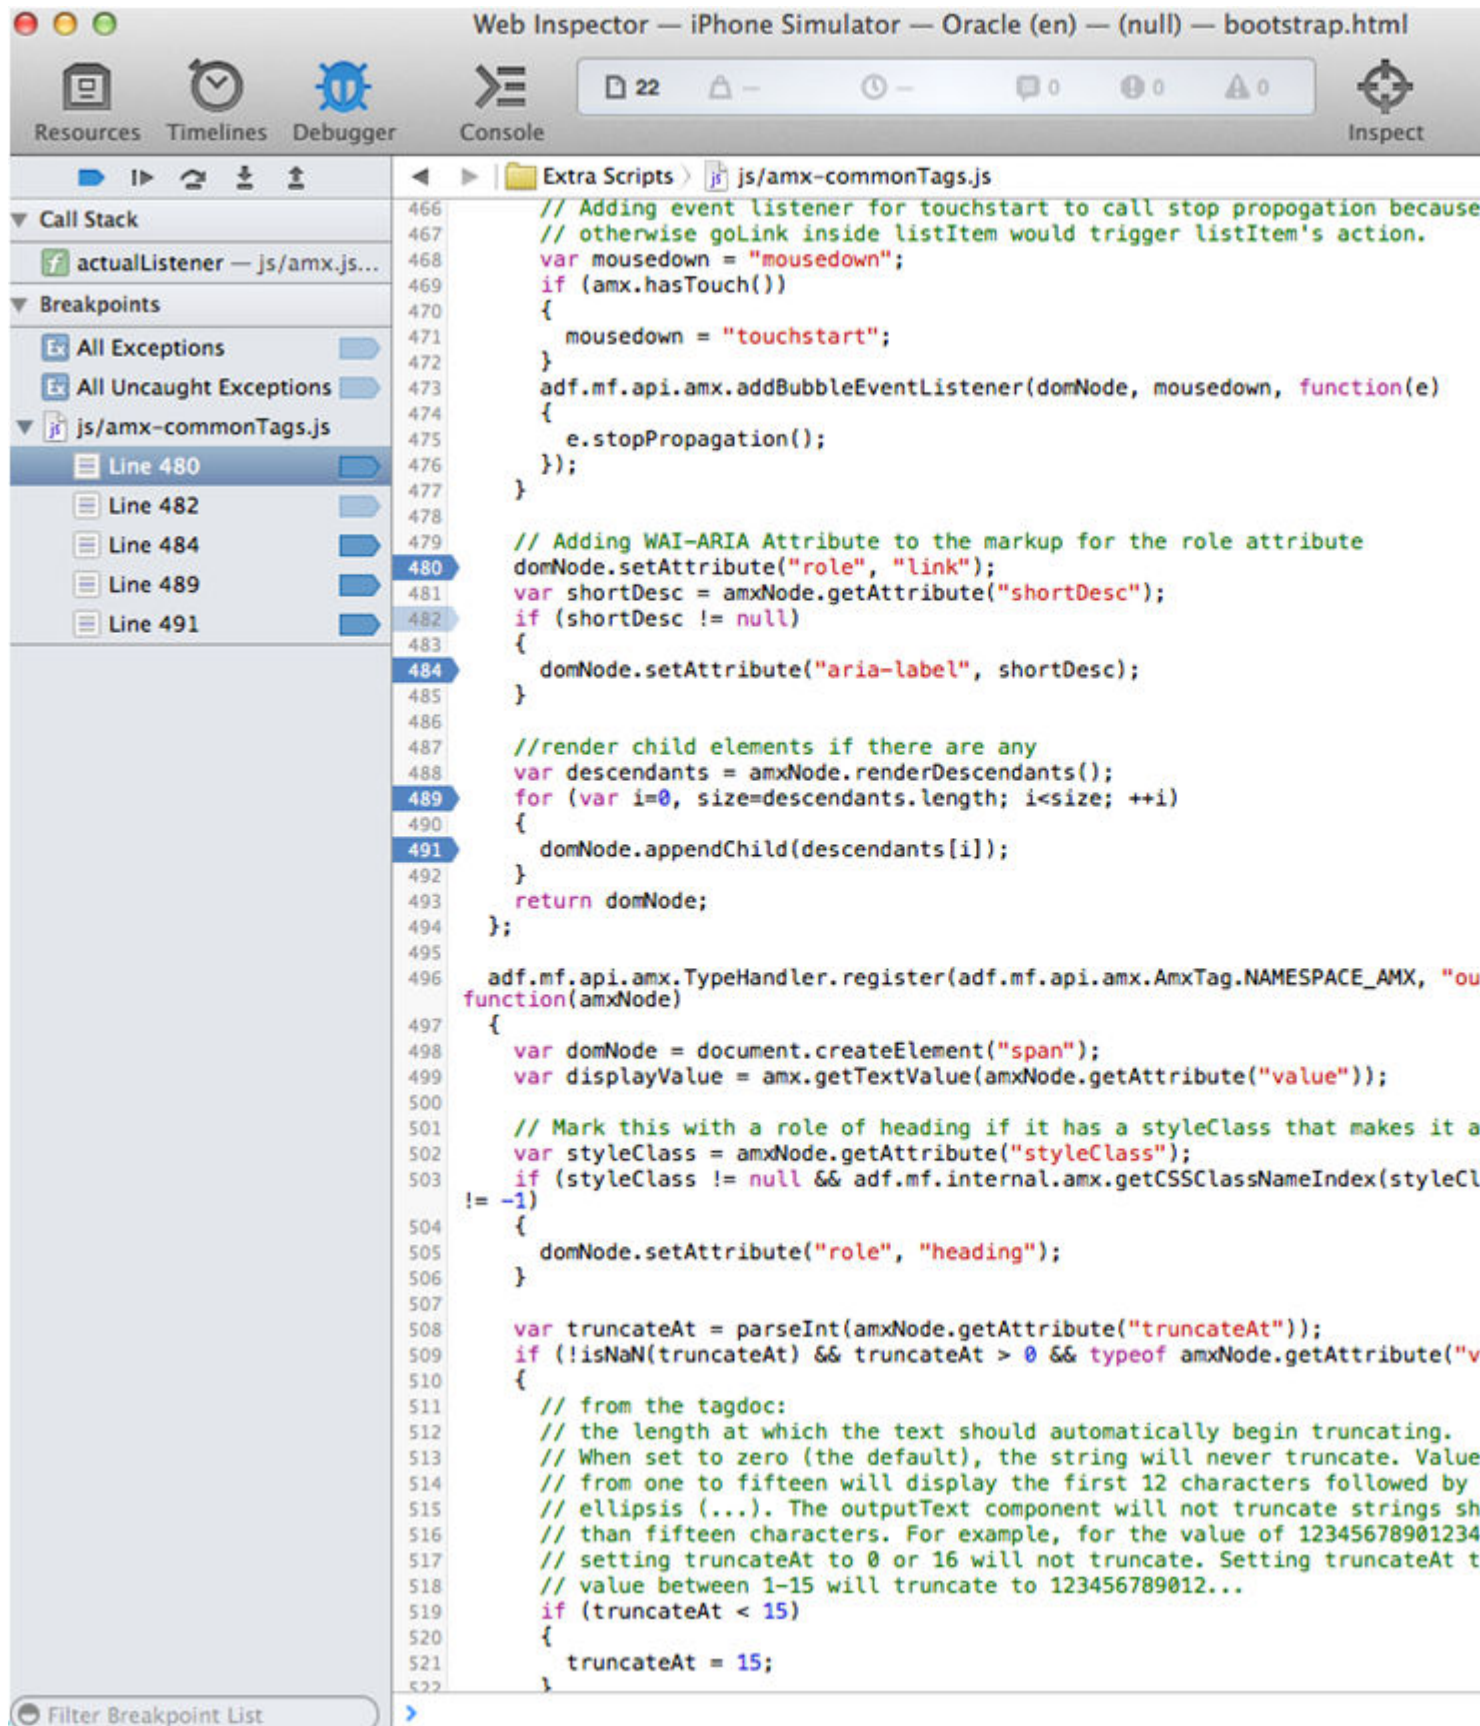 Web Inspector — iPhone Simulator — Oracle (en) — (null) — bootstrap.html
22 — — 0 0 0
Resources Timelines Debugger Console Inspect
Extra Scripts js/amx-commonTags.js
Call Stack
f actualListener — js/amx.js...
Breakpoints
Ex All Exceptions
Ex All Uncaught Exceptions
js js/amx-commonTags.js
Line 480
Line 482
Line 484
Line 489
Line 491
Filter Breakpoint List
466 // Adding event listener for touchstart to call stop propogation because
467 // otherwise goLink inside listItem would trigger listItem's action.
468 var mousedown = "mousedown";
469 if (amx.hasTouch())
470 {
471 mousedown = "touchstart";
472 }
473 adf.mf.api.amx.addBubbleEventListener(domNode, mousedown, function(e)
474 {
475 e.stopPropagation();
476 });
477 }
478
479 // Adding WAI-ARIA Attribute to the markup for the role attribute
480 domNode.setAttribute("role", "link");
481 var shortDesc = amxNode.getAttribute("shortDesc");
482 if (shortDesc != null)
483 {
484 domNode.setAttribute("aria-label", shortDesc);
485 }
486
487 //render child elements if there are any
488 var descendants = amxNode.renderDescendants();
489 for (var i=0, size=descendants.length; i<size; ++i)
490 {
491 domNode.appendChild(descendants[i]);
492 }
493 return domNode;
494 };
495
496 adf.mf.api.amx.TypeHandler.register(adf.mf.api.amx.AmxTag.NAMESPACE_AMX, "ou
function(amxNode)
497 {
498 var domNode = document.createElement("span");
499 var displayValue = amx.getTextValue(amxNode.getAttribute("value"));
500
501 // Mark this with a role of heading if it has a styleClass that makes it a
502 var styleClass = amxNode.getAttribute("styleClass");
503 if (styleClass != null && adf.mf.internal.amx.getCSSClassNameIndex(styleCl
!= -1)
504 {
505 domNode.setAttribute("role", "heading");
506 }
507
508 var truncateAt = parseInt(amxNode.getAttribute("truncateAt"));
509 if (!isNaN(truncateAt) && truncateAt > 0 && typeof amxNode.getAttribute("v
510 {
511 // from the tagdoc:
512 // the length at which the text should automatically begin truncating.
513 // When set to zero (the default), the string will never truncate. Value
514 // from one to fifteen will display the first 12 characters followed by
515 // ellipsis (...). The outputText component will not truncate strings sh
516 // than fifteen characters. For example, for the value of 12345678901234
517 // setting truncateAt to 0 or 16 will not truncate. Setting truncateAt t
518 // value between 1-15 will truncate to 123456789012...
519 if (truncateAt < 15)
520 {
521 truncateAt = 15;
522 }